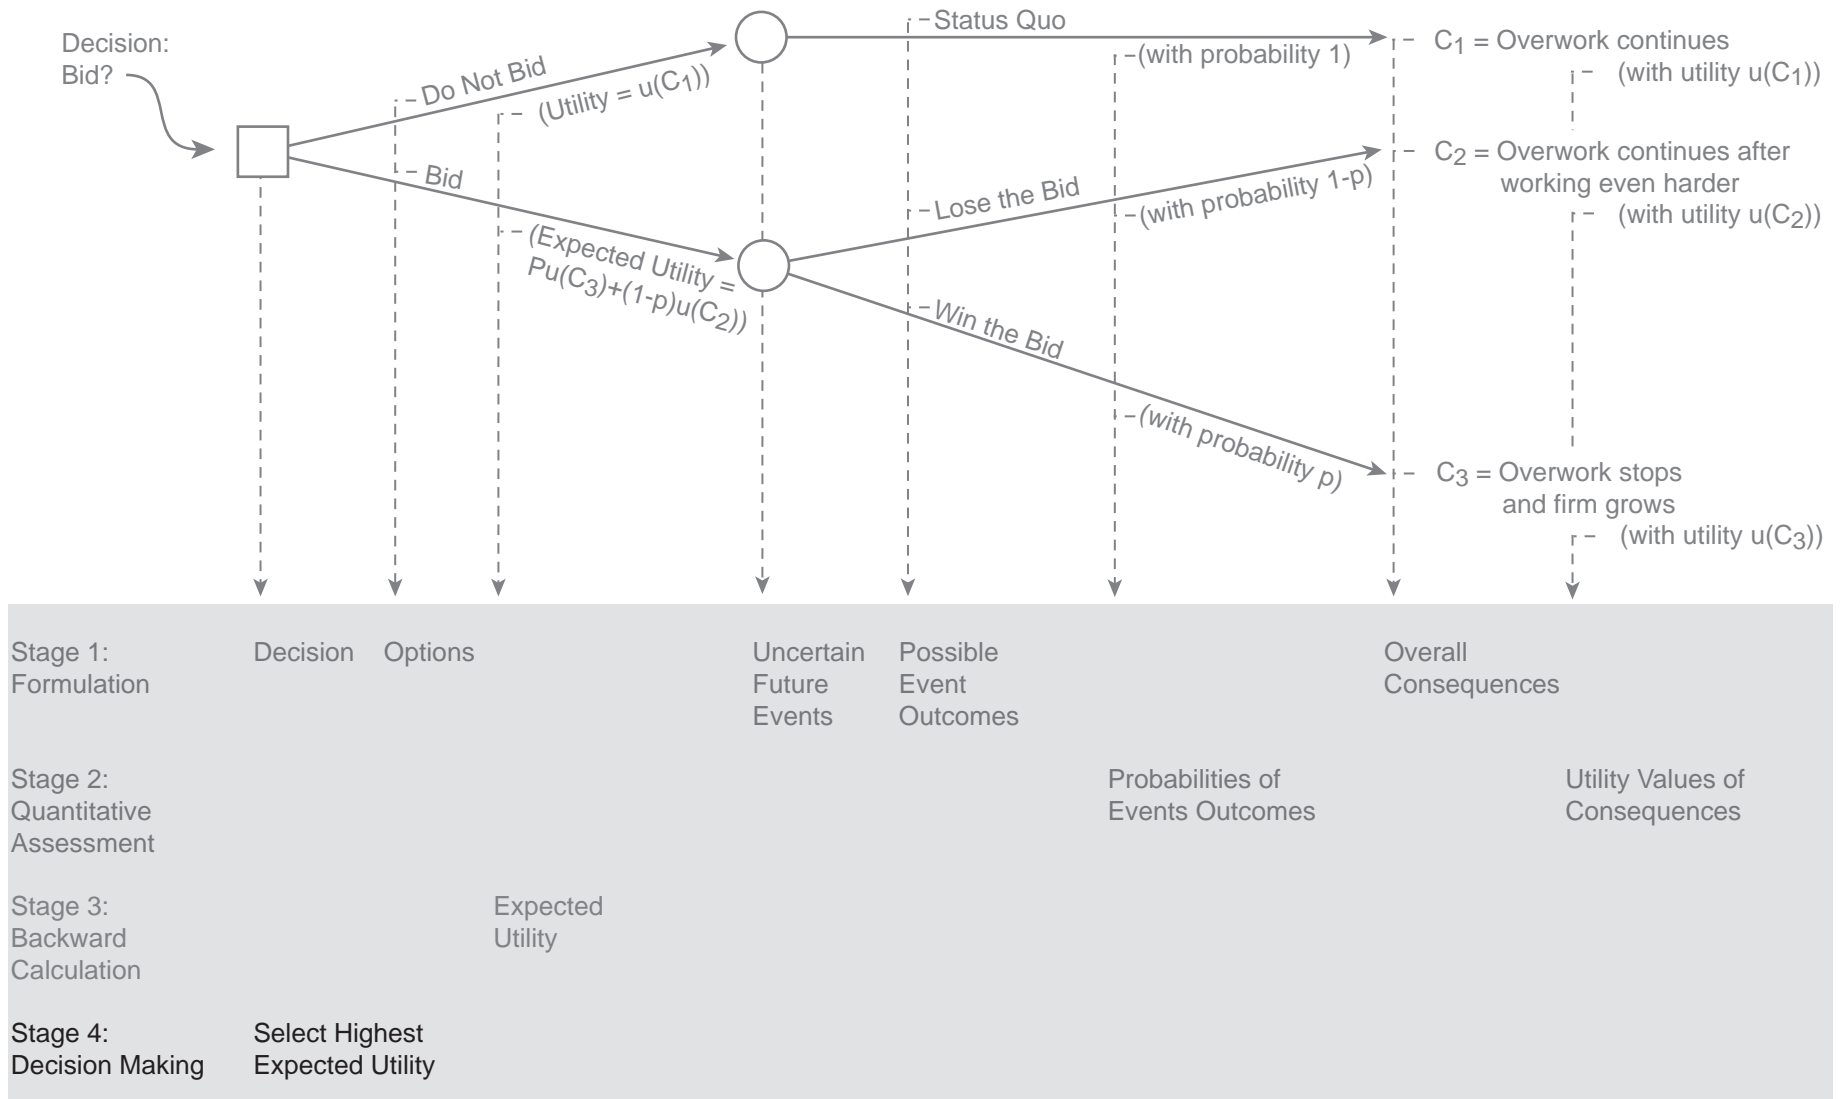 Decision:
Bid?
Do Not Bid
(Utility = u(C1))
Bid
(Expected Utility =
Pu(C3)+(1-p)u(C2))
Status Quo
(with probability 1)
Lose the Bid
(with probability 1-p)
Win the Bid
(with probability p)
C1 = Overwork continues
(with utility u(C1))
C2 = Overwork continues after
working even harder
(with utility u(C2))
C3 = Overwork stops
and firm grows
(with utility u(C3))
Stage 1:
Formulation
Decision
Options
Uncertain
Future
Events
Possible
Event
Outcomes
Overall
Consequences
Stage 2:
Quantitative
Assessment
Probabilities of
Events Outcomes
Utility Values of
Consequences
Stage 3:
Backward
Calculation
Expected
Utility
Stage 4:
Decision Making
Select Highest
Expected Utility